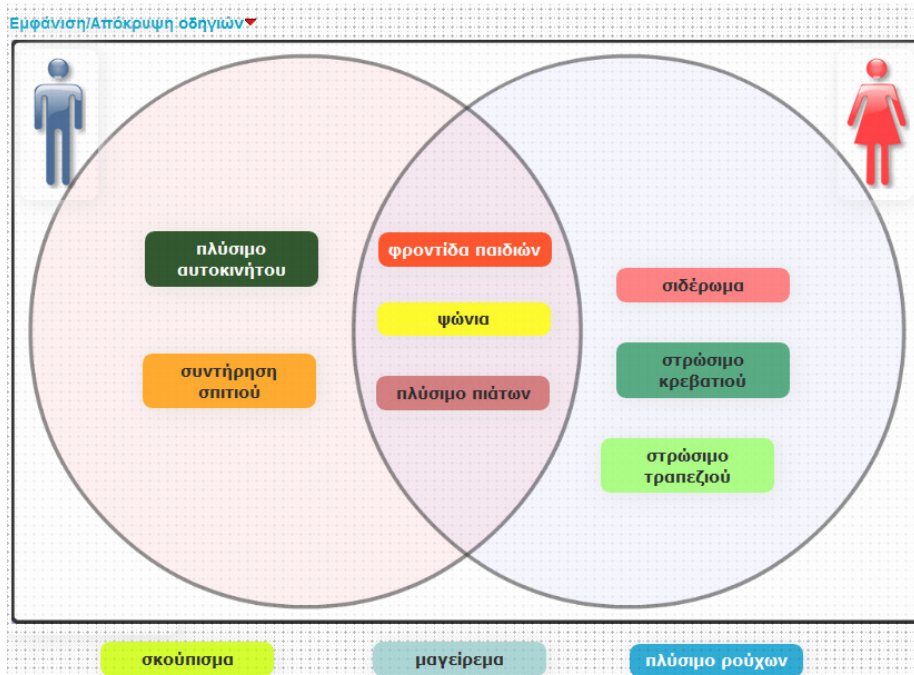 Εμφάνιση/Απόκρυψη οδηγιών
πλύσιμο
αυτοκινήτου
συντήρηση
σπιτιού
φροντίδα παιδιών
ψώνια
πλύσιμο πιάτων
σιδέρωμα
στρώσιμο
κρεβατιού
στρώσιμο
τραπεζιού
σκούπισμα
μαγείρεμα
πλύσιμο ρούχων